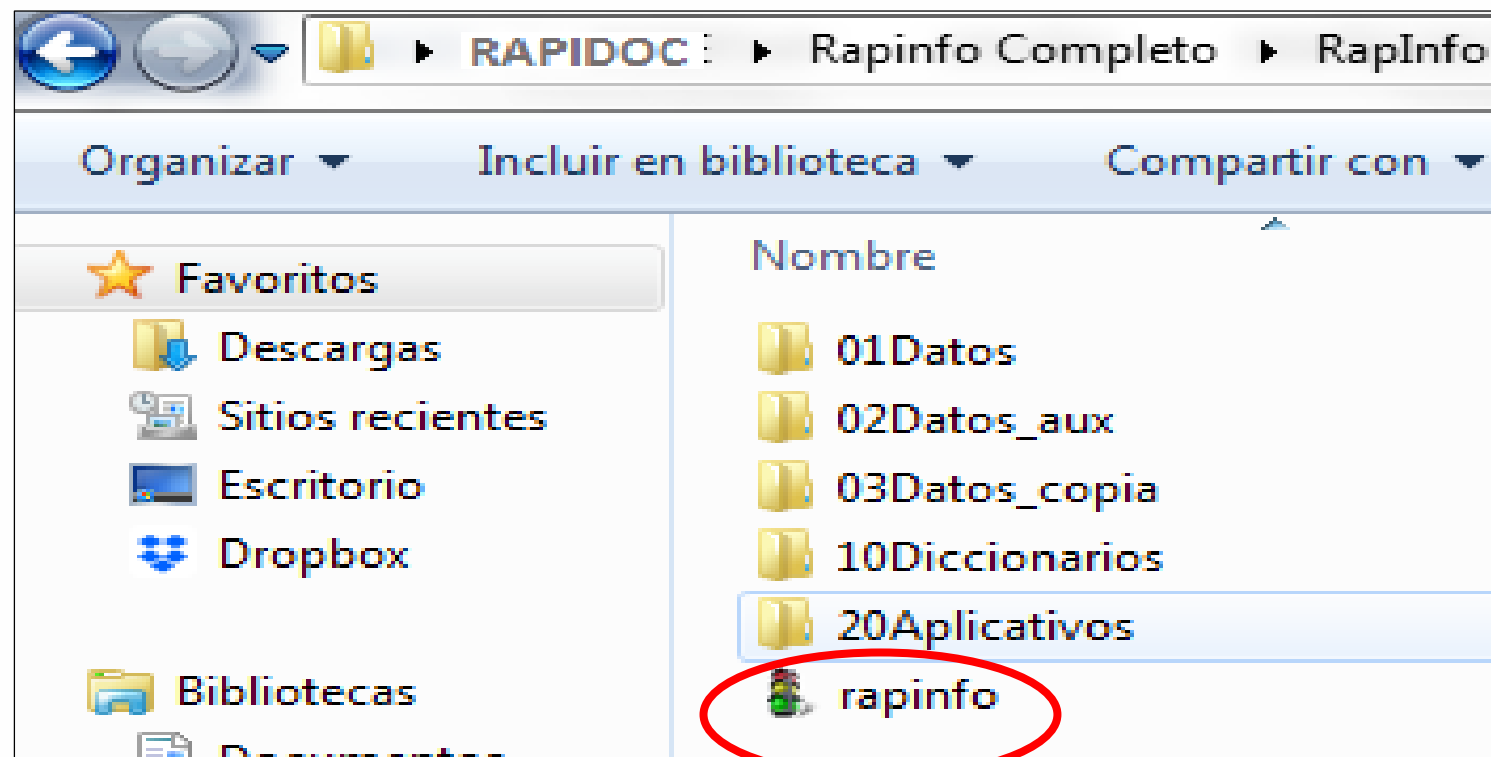 RAPIDOC Rapinfo Completo RapInfo
Organizar Incluir en biblioteca Compartir con
Favoritos
Descargas
Sitios recientes
Escritorio
Dropbox
Bibliotecas
Documentos
Nombre
01Datos
02Datos_aux
03Datos_copia
10Diccionarios
20Aplicativos
rapinfo